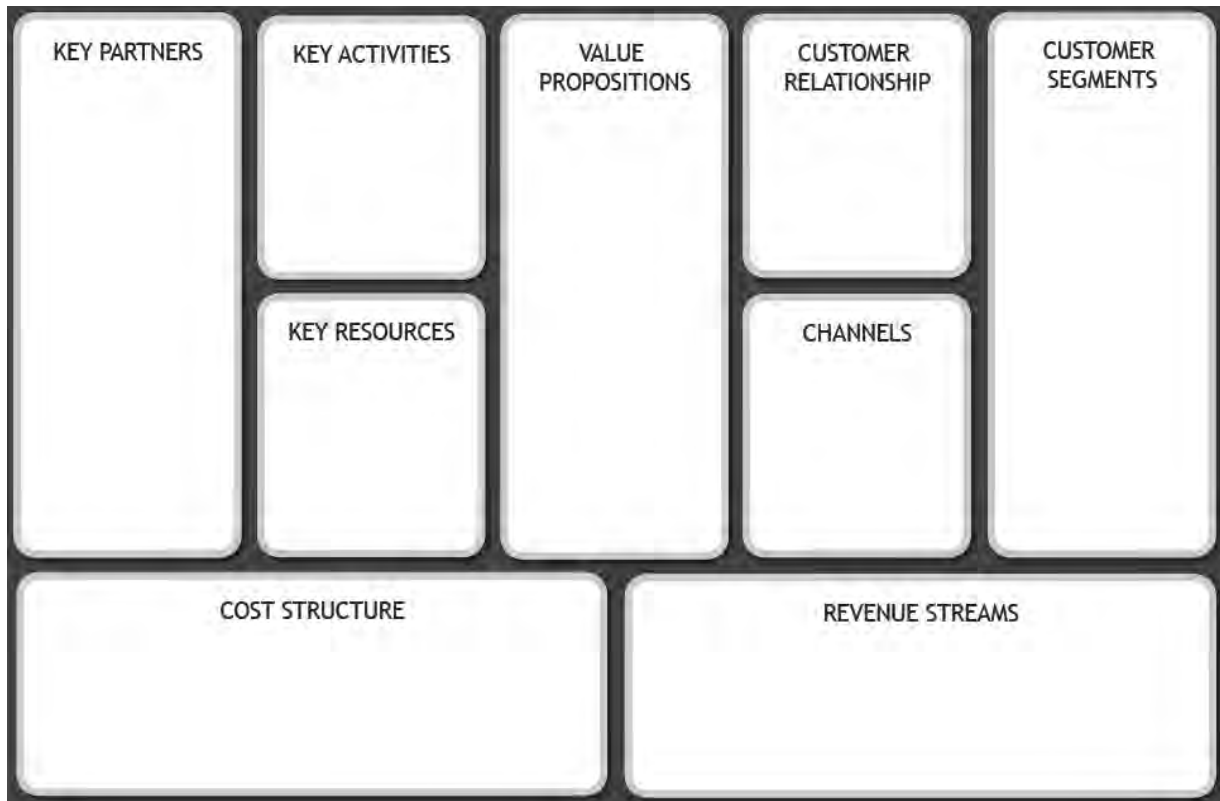 KEY PARTNERS
KEY ACTIVITIES
KEY RESOURCES
VALUE
PROPOSITIONS
CUSTOMER
RELATIONSHIP
CHANNELS
CUSTOMER
SEGMENTS
COST STRUCTURE
REVENUE STREAMS